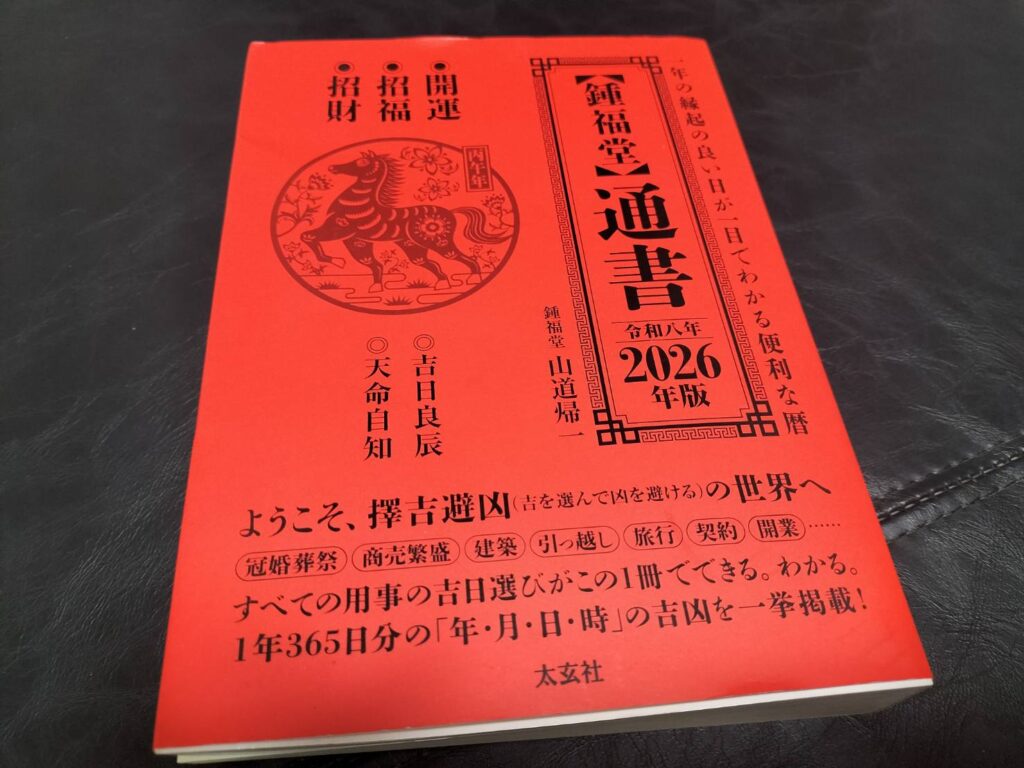 一年の縁起の良い日が一目でわかる便利な暦
【鍾福堂】通書
令和八年
2026
年版
鍾福堂 山道帰一
◉開運
◉招福
◉招財
丙午年
◎吉日良辰
◎天命自知
ようこそ、擇吉避凶(吉を選んで凶を避ける)の世界へ
冠婚葬祭 商売繁盛 建築 引っ越し 旅行 契約 開業……
すべての用事の吉日選びがこの1冊でできる。わかる。
1年365日分の「年・月・日・時」の吉凶を一挙掲載!
太玄社